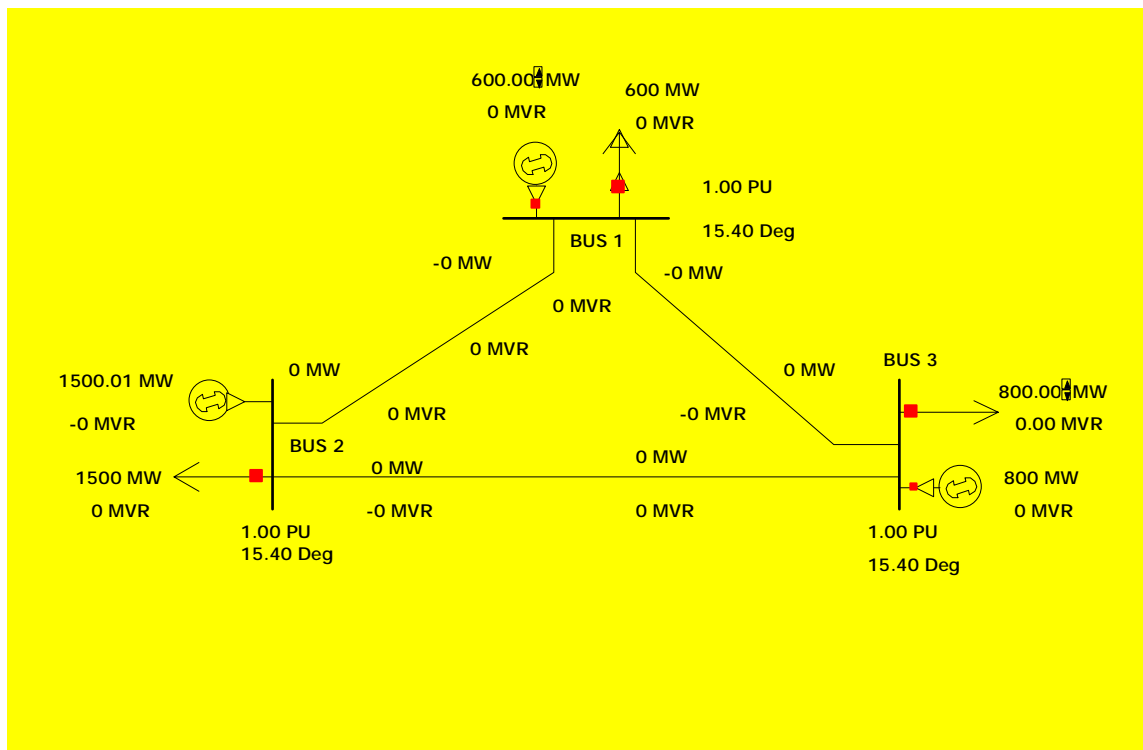 600.00 MW
0 MVR
600 MW
0 MVR
1.00 PU
15.40 Deg
BUS 1
-0 MW
-0 MW
0 MVR
0 MVR
BUS 3
0 MW
0 MW
1500.01 MW
-0 MVR
800.00 MW
0.00 MVR
0 MVR
-0 MVR
BUS 2
0 MW
0 MW
1500 MW
0 MVR
800 MW
0 MVR
-0 MVR
0 MVR
1.00 PU
15.40 Deg
1.00 PU
15.40 Deg